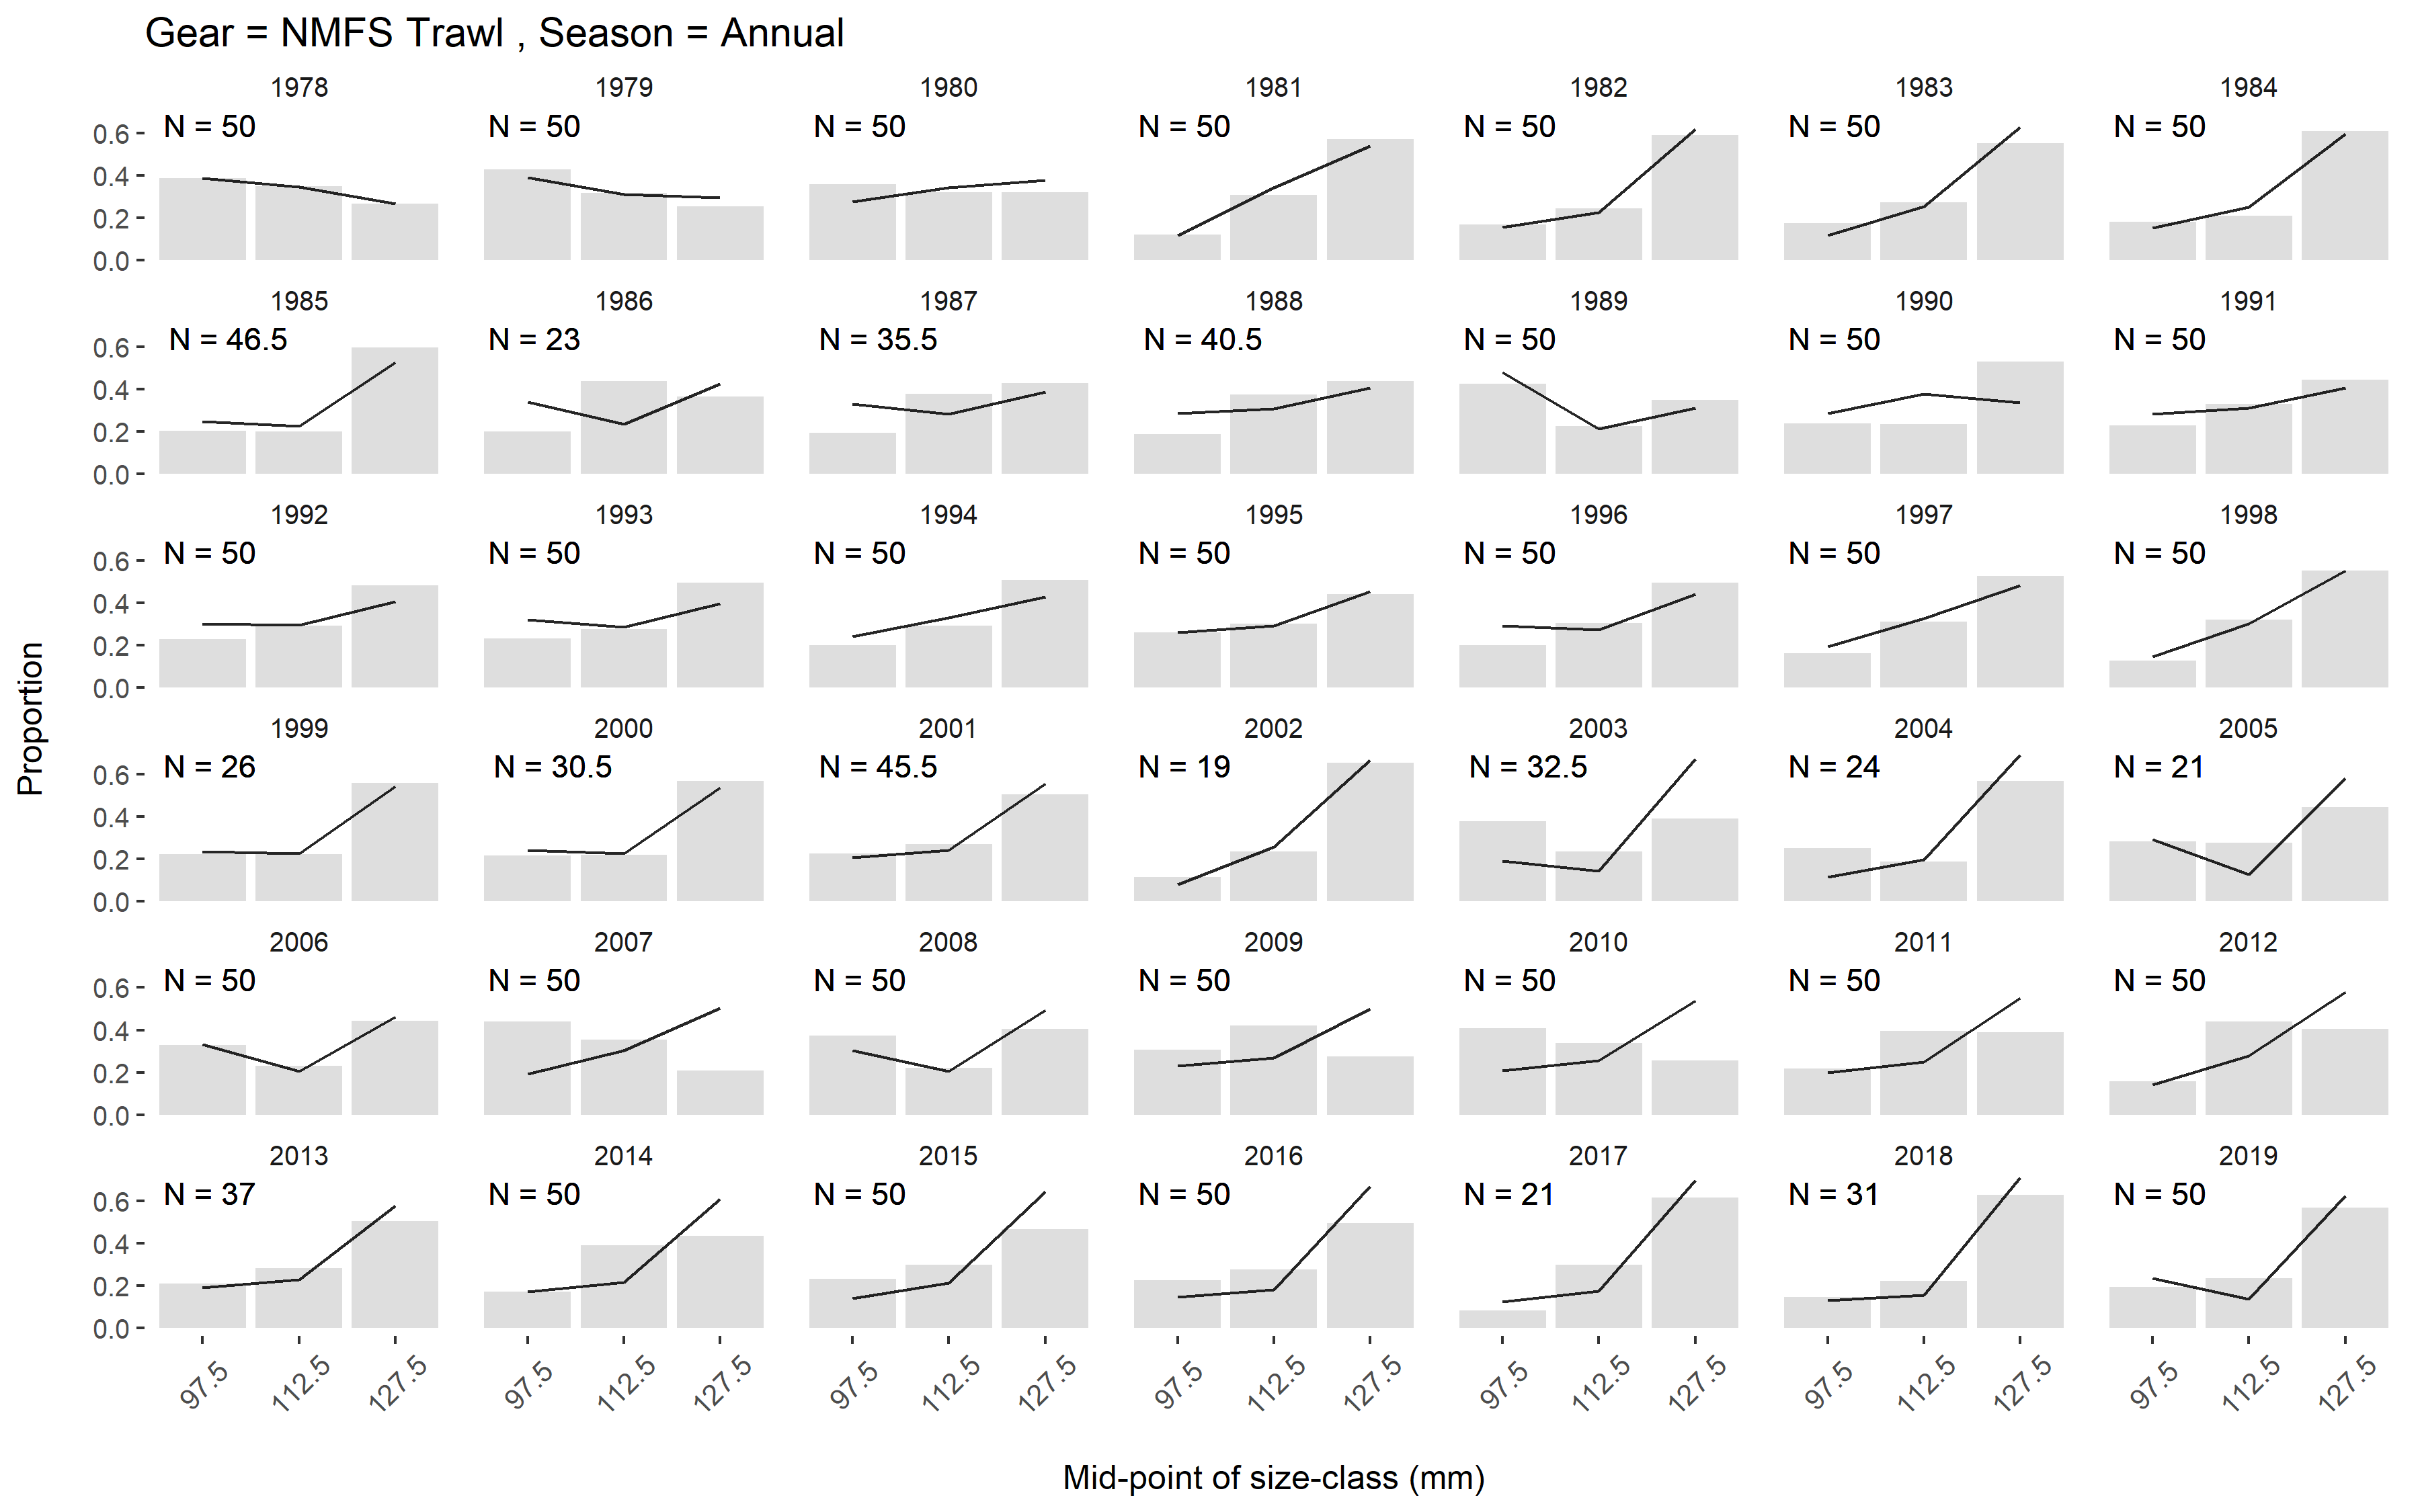 Gear = NMFS Trawl , Season = Annual
1978 1979 1980 1981 1982 1983 1984
N = 50 N = 50 N = 50 N = 50 N = 50 N = 50 N = 50
0.6
0.4
0.2
0.0
1985 1986 1987 1988 1989 1990 1991
N = 46.5 N = 23 N = 35.5 N = 40.5 N = 50 N = 50 N = 50
0.6
0.4
0.2
0.0
1992 1993 1994 1995 1996 1997 1998
N = 50 N = 50 N = 50 N = 50 N = 50 N = 50 N = 50
0.6
0.4
0.2
0.0
Proportion
1999 2000 2001 2002 2003 2004 2005
N = 26 N = 30.5 N = 45.5 N = 19 N = 32.5 N = 24 N = 21
0.6
0.4
0.2
0.0
2006 2007 2008 2009 2010 2011 2012
N = 50 N = 50 N = 50 N = 50 N = 50 N = 50 N = 50
0.6
0.4
0.2
0.0
2013 2014 2015 2016 2017 2018 2019
N = 37 N = 50 N = 50 N = 50 N = 21 N = 31 N = 50
0.6
0.4
0.2
0.0
97.5 112.5 127.5 97.5 112.5 127.5 97.5 112.5 127.5 97.5 112.5 127.5 97.5 112.5 127.5 97.5 112.5 127.5 97.5 112.5 127.5
Mid-point of size-class (mm)